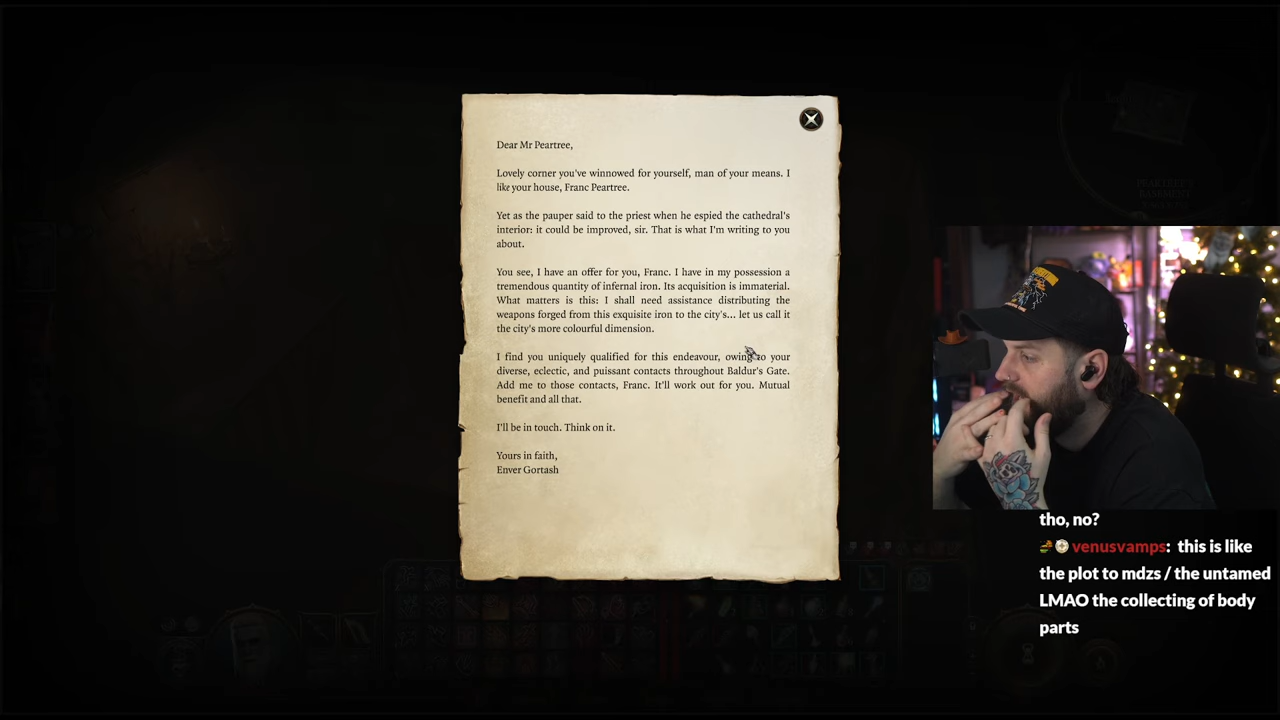 Dear Mr Peartree,
Lovely corner you've winnowed for yourself, man of your means. I
like your house, Franc Peartree.
Yet as the pauper said to the priest when he espied the cathedral's
interior: it could be improved, sir. That is what I'm writing to you
about.
You see, I have an offer for you, Franc. I have in my possession a
tremendous quantity of infernal iron. Its acquisition is immaterial.
What matters is this: I shall need assistance distributing the
weapons forged from this exquisite iron to the city's... let us call it
the city's more colourful dimension.
I find you uniquely qualified for this endeavour, owing to your
diverse, eclectic, and puissant contacts throughout Baldur's Gate.
Add me to those contacts, Franc. It'll work out for you. Mutual
benefit and all that.
I'll be in touch. Think on it.
Yours in faith,
Enver Gortash
PEARTREE'S
BASEMENT
tho, no?
venusvamps: this is like
the plot to mdzs / the untamed
LMAO the collecting of body
parts